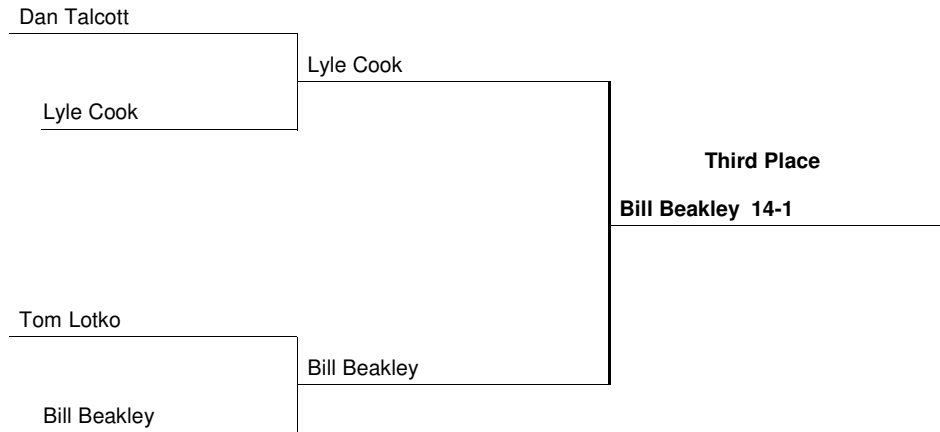 Dan Talcott
Lyle Cook
Lyle Cook
Third Place
Bill Beakley 14-1
Tom Lotko
Bill Beakley
Bill Beakley